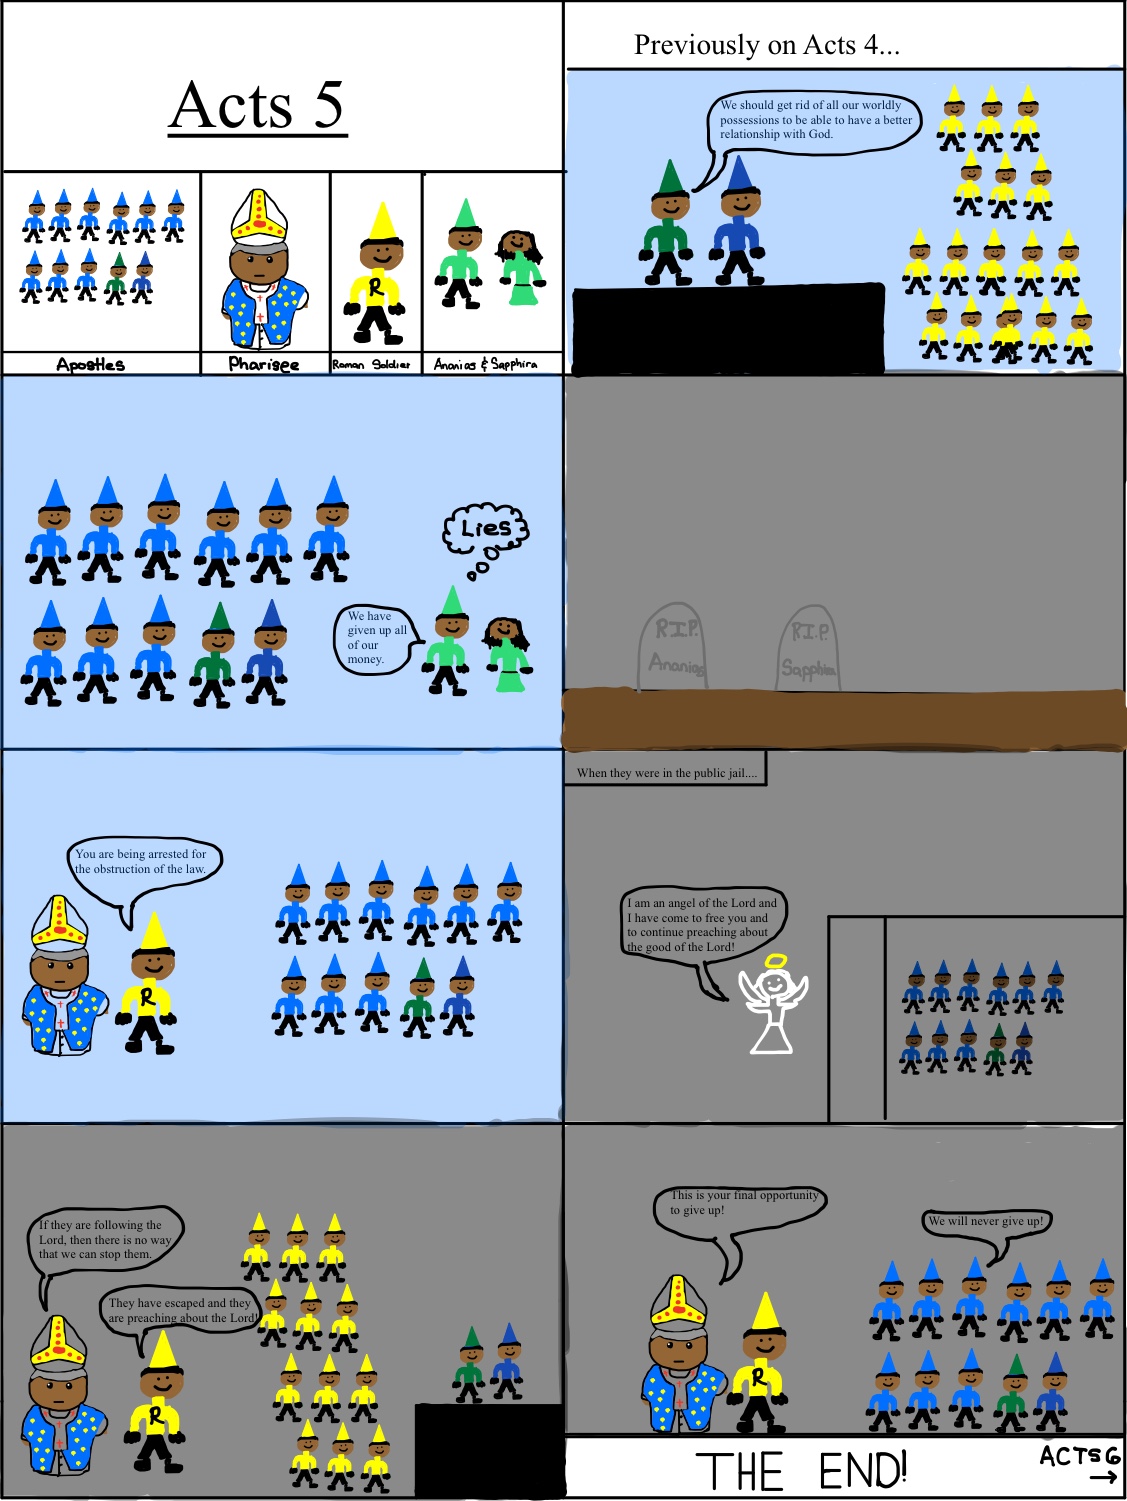 Acts 5
Apostles
Pharisee
Roman Soldier
Ananias & Sapphira
R
Previously on Acts 4...
We should get rid of all our worldly
possessions to be able to have a better
relationship with God.
Lies
We have
given up all
of our
money.
R.I.P.
Ananias
R.I.P.
Sapphira
You are being arrested for
the obstruction of the law.
R
When they were in the public jail....
I am an angel of the Lord and
I have come to free you and
to continue preaching about
the good of the Lord!
If they are following the
Lord, then there is no way
that we can stop them.
They have escaped and they
are preaching about the Lord!
R
This is your final opportunity
to give up!
We will never give up!
R
THE END!
ACTS 6